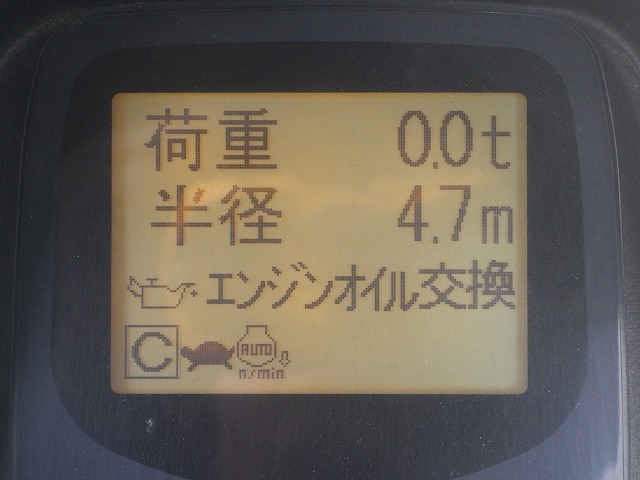 荷重 0.0t
半径 4.7m
エンジンオイル交換
C AUTO
n/min